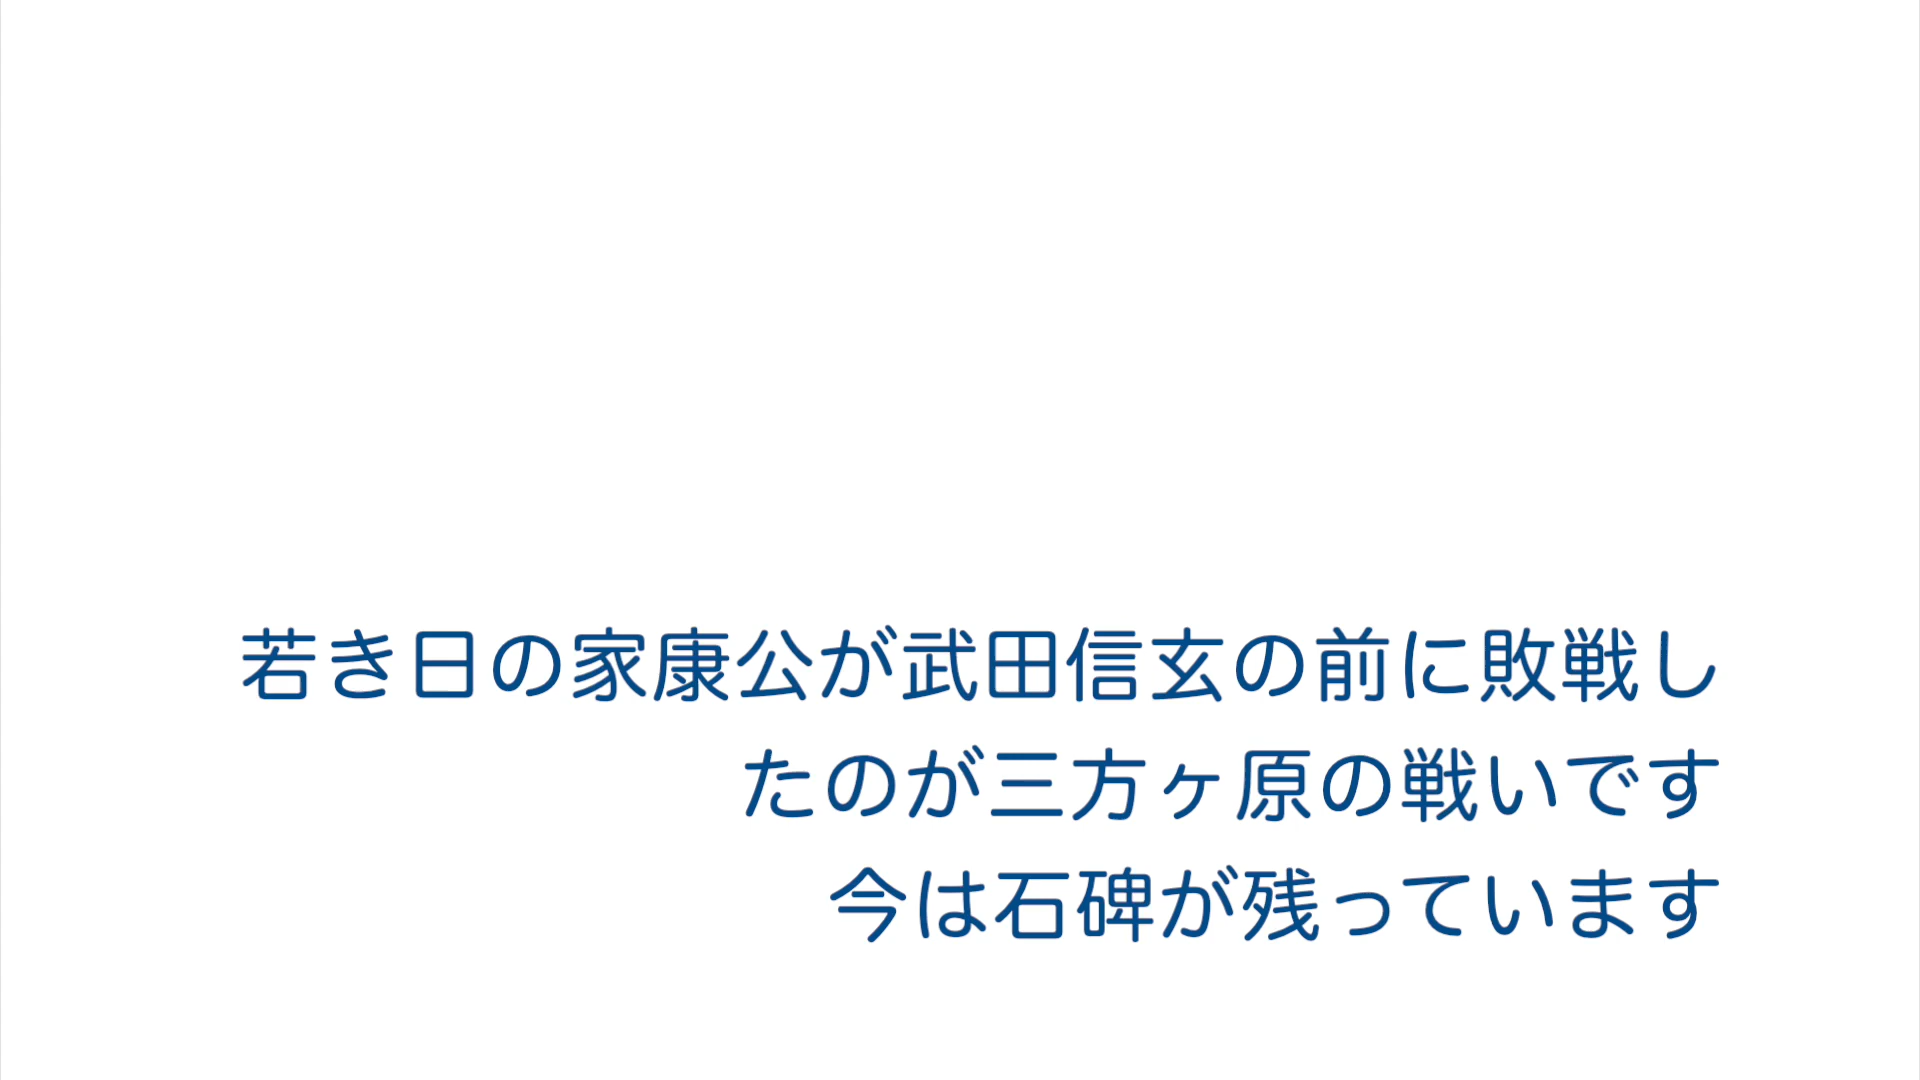 若き日の家康公が武田信玄の前に敗戦し
たのが三方ヶ原の戦いです
今は石碑が残っています